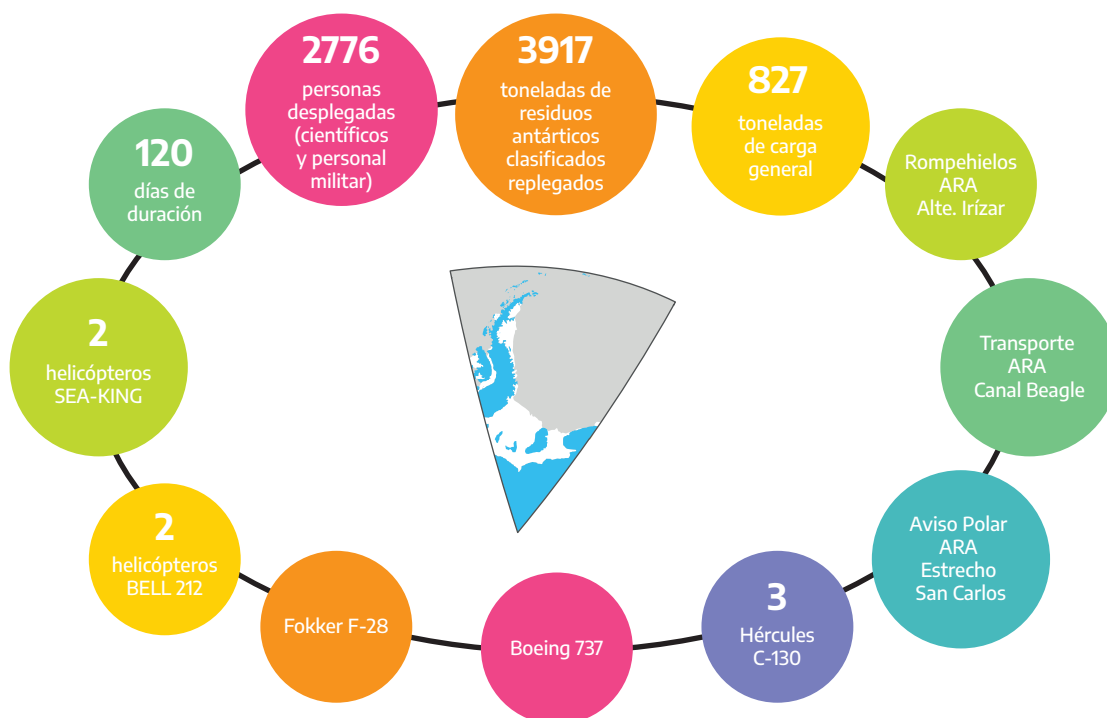 2776
personas
desplegadas
(científicos
y personal
militar)
3917
toneladas de
residuos
antárticos
clasificados
replegados
827
toneladas
de carga
general
Rompehielos
ARA
Alte. Irízar
Transporte
ARA
Canal Beagle
Aviso Polar
ARA
Estrecho
San Carlos
3
Hércules
C-130
Boeing 737
Fokker F-28
2
helicópteros
BELL 212
2
helicópteros
SEA-KING
120
días de
duración